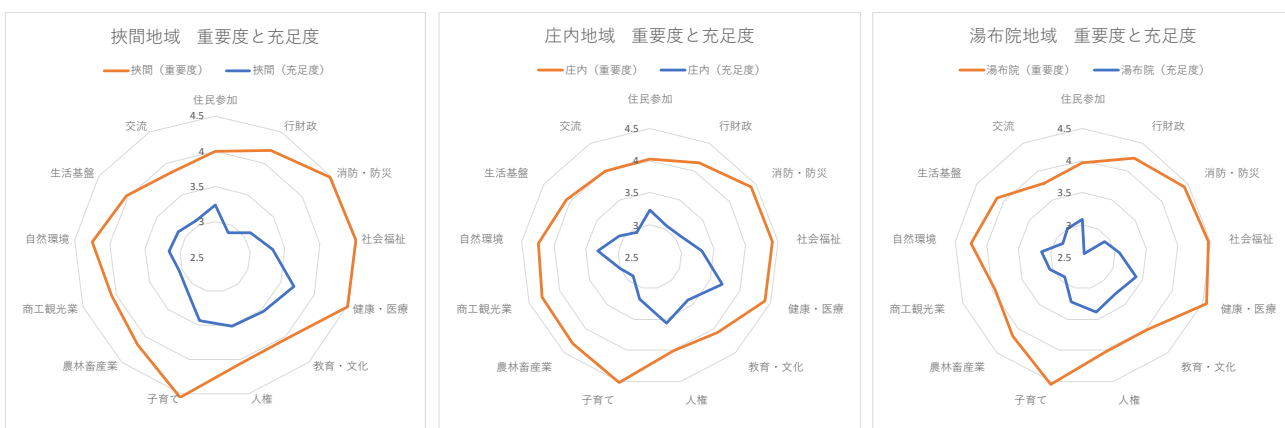 挾間地域　重要度と充足度
挾間（重要度）
挾間（充足度）
住民参加
行財政
消防・防災
社会福祉
健康・医療
教育・文化
人権
子育て
農林畜産業
商工観光業
自然環境
生活基盤
交流
4.5
4
3.5
3
2.5
庄内地域　重要度と充足度
庄内（重要度）
庄内（充足度）
住民参加
行財政
消防・防災
社会福祉
健康・医療
教育・文化
人権
子育て
農林畜産業
商工観光業
自然環境
生活基盤
交流
4.5
4
3.5
3
2.5
湯布院地域　重要度と充足度
湯布院（重要度）
湯布院（充足度）
住民参加
行財政
消防・防災
社会福祉
健康・医療
教育・文化
人権
子育て
農林畜産業
商工観光業
自然環境
生活基盤
交流
4.5
4
3.5
3
2.5